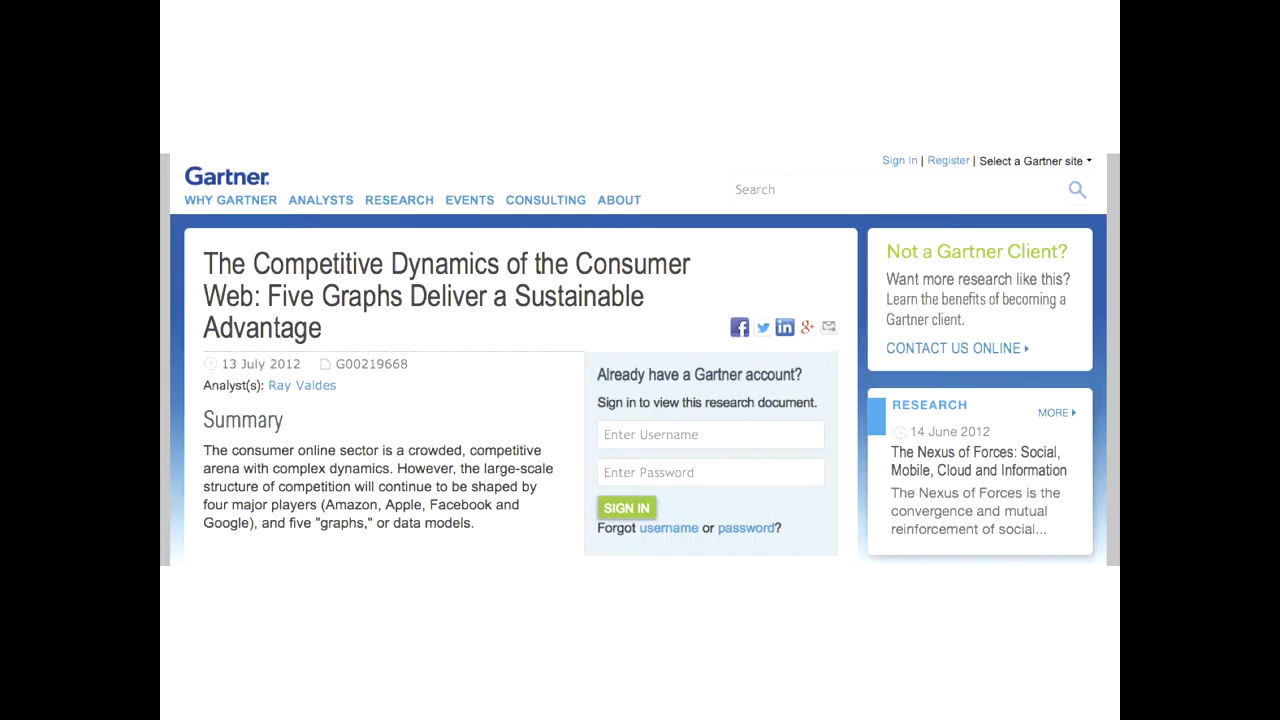 Sign In | Register | Select a Gartner site
Gartner.
Search
WHY GARTNER ANALYSTS RESEARCH EVENTS CONSULTING ABOUT
The Competitive Dynamics of the Consumer
Web: Five Graphs Deliver a Sustainable
Advantage
13 July 2012 G00219668
Analyst(s): Ray Valdes
Summary
The consumer online sector is a crowded, competitive
arena with complex dynamics. However, the large-scale
structure of competition will continue to be shaped by
four major players (Amazon, Apple, Facebook and
Google), and five "graphs," or data models.
Already have a Gartner account?
Sign in to view this research document.
Enter Username
Enter Password
SIGN IN
Forgot username or password?
Not a Gartner Client?
Want more research like this?
Learn the benefits of becoming a
Gartner client.
CONTACT US ONLINE
RESEARCH
MORE
14 June 2012
The Nexus of Forces: Social,
Mobile, Cloud and Information
The Nexus of Forces is the
convergence and mutual
reinforcement of social...